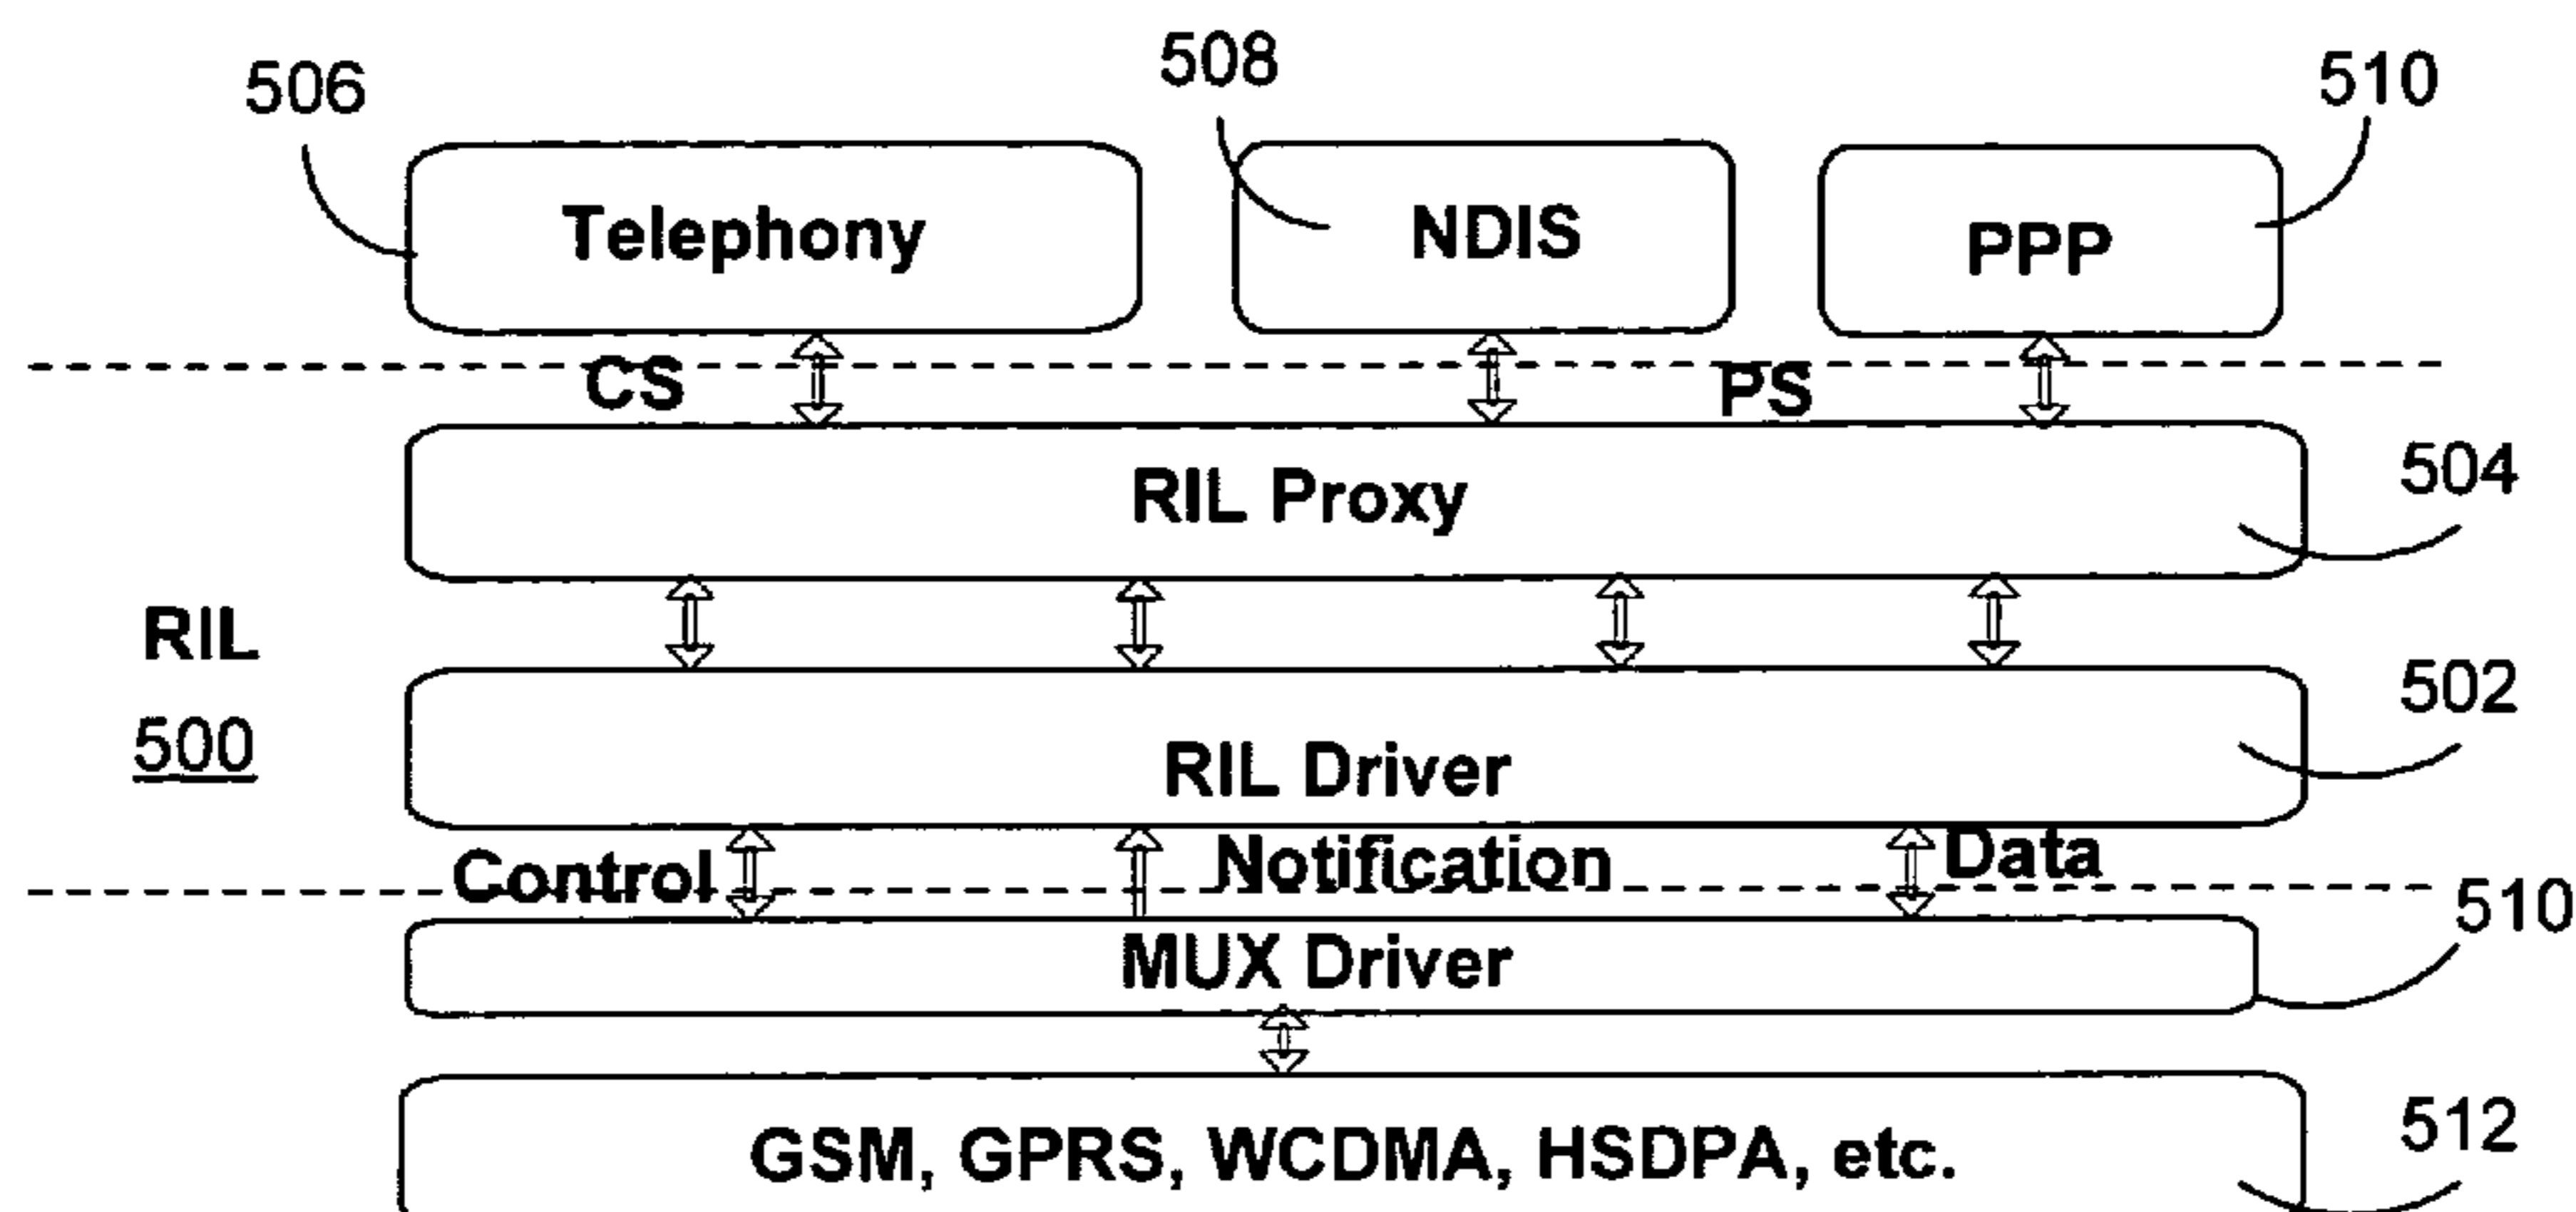 506
508
510
Telephony
NDIS
PPP
CS
PS
RIL Proxy
504
RIL
500
RIL Driver
502
Control
Notification
Data
MUX Driver
510
GSM, GPRS, WCDMA, HSDPA, etc.
512